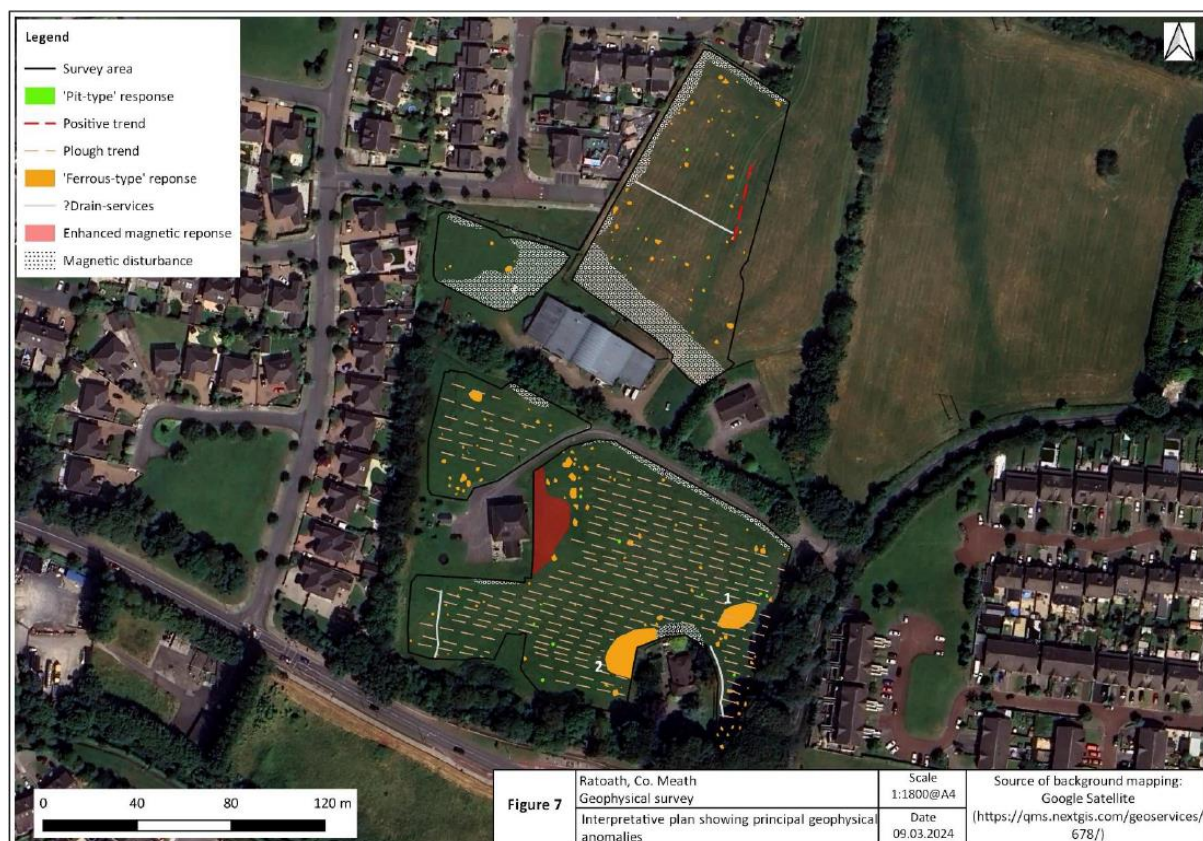 Legend
Survey area
'Pit-type' response
Positive trend
Plough trend
'Ferrous-type' reponse
?Drain-services
Enhanced magnetic reponse
Magnetic disturbance
1
2
0 40 80 120 m
Figure 7
Ratoath, Co. Meath
Geophysical survey
Interpretative plan showing principal geophysical
anomalies
Scale
1:1800@A4
Date
09.03.2024
Source of background mapping:
Google Satellite
(https://qms.nextgis.com/geoservices/
678/)